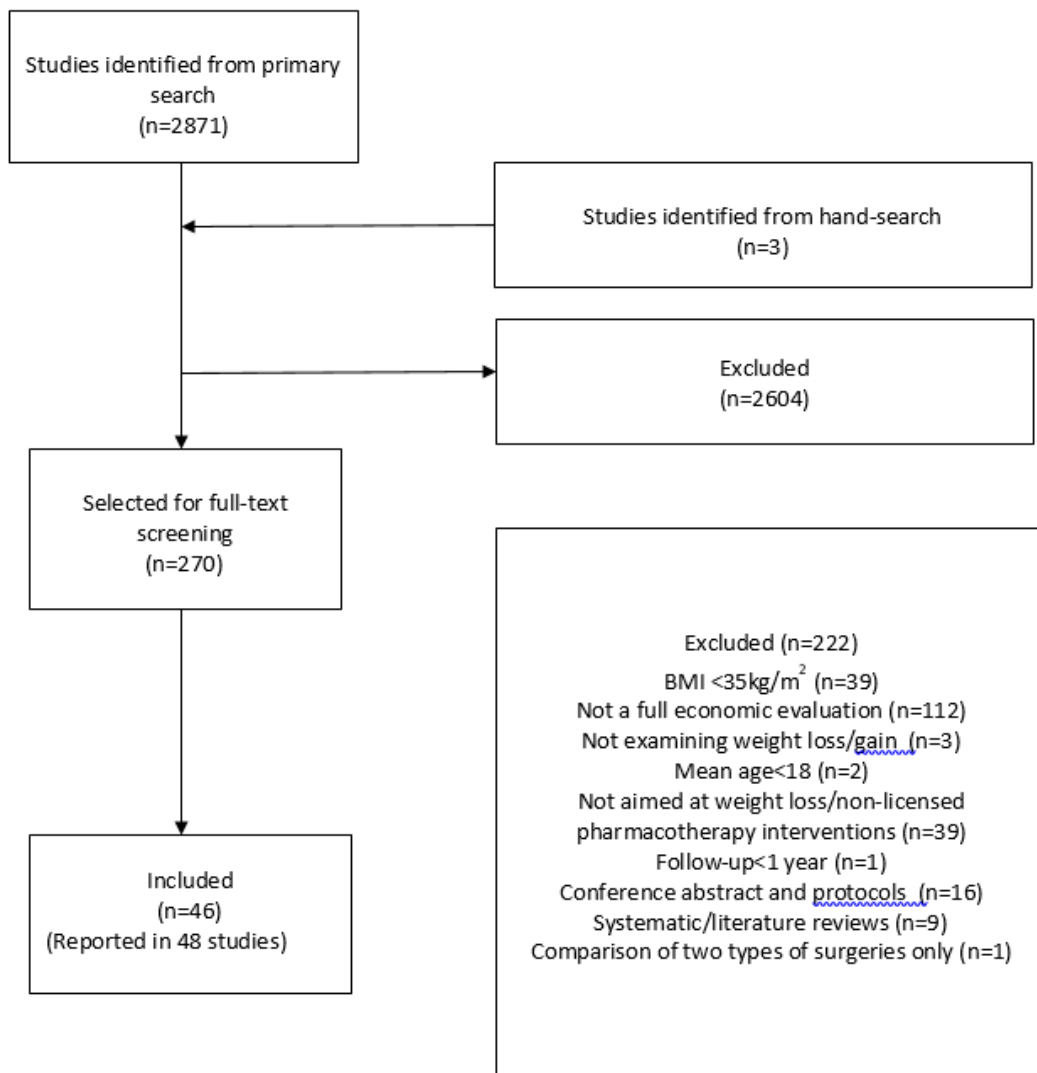 Studies identified from primary
search
(n=2871)
Studies identified from hand-search
(n=3)
Excluded
(n=2604)
Selected for full-text
screening
(n=270)
Excluded (n=222)
BMI <35kg/m² (n=39)
Not a full economic evaluation (n=112)
Not examining weight loss/gain (n=3)
Mean age<18 (n=2)
Not aimed at weight loss/non-licensed
pharmacotherapy interventions (n=39)
Follow-up<1 year (n=1)
Conference abstract and protocols (n=16)
Systematic/literature reviews (n=9)
Comparison of two types of surgeries only (n=1)
Included
(n=46)
(Reported in 48 studies)